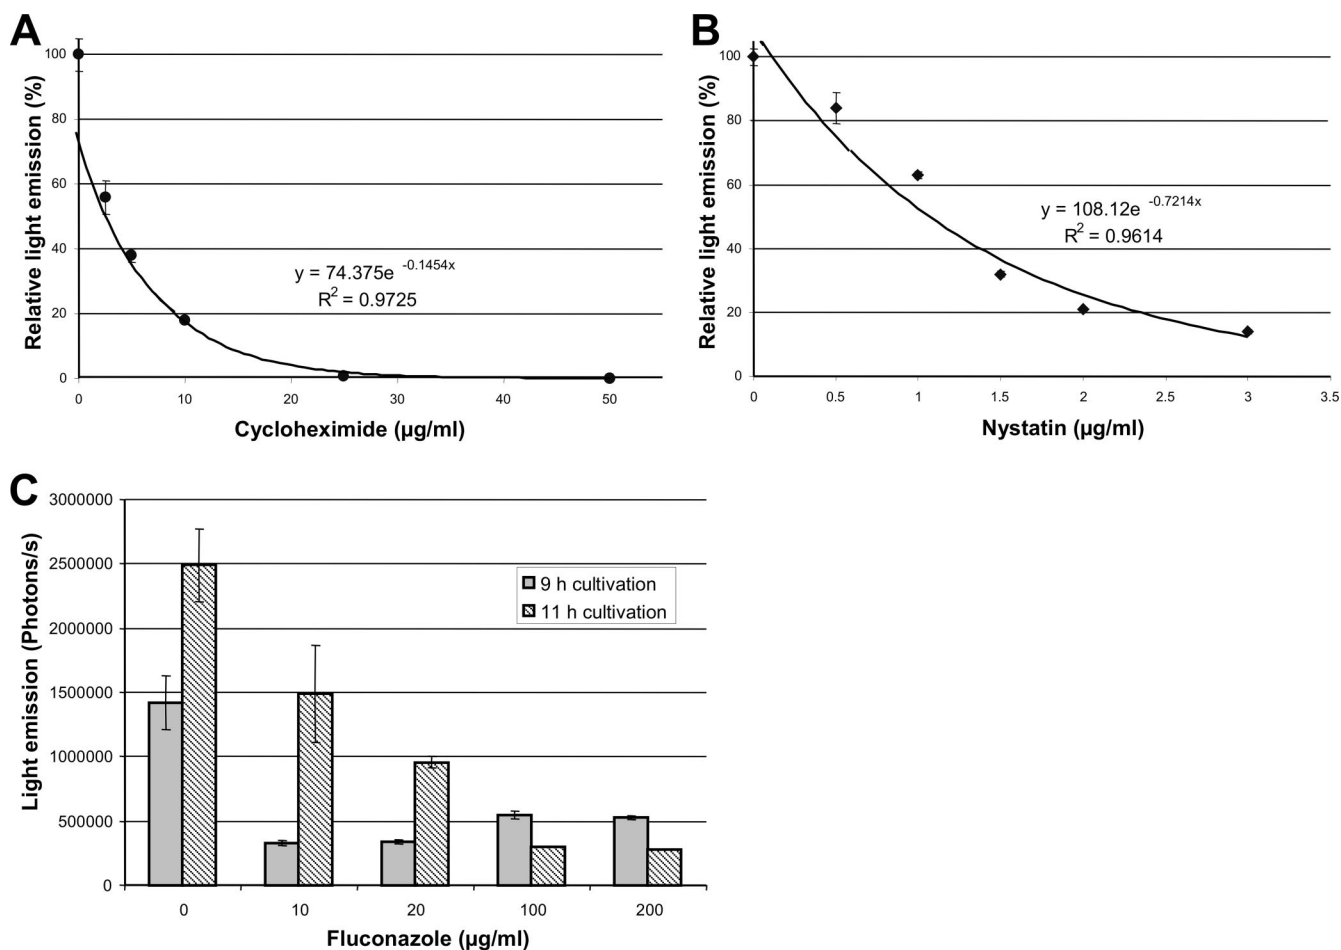 A
Relative light emission (%)
100
80
60
40
20
0
y = 74.375e -0.1454x
R2 = 0.9725
0 10 20 30 40 50
Cycloheximide (µg/ml)
B
Relative light emission (%)
100
80
60
40
20
0
y = 108.12e -0.7214x
R2 = 0.9614
0 0.5 1 1.5 2 2.5 3 3.5
Nystatin (µg/ml)
C
Light emission (Photons/s)
3000000
2500000
2000000
1500000
1000000
500000
0
9 h cultivation
11 h cultivation
0 10 20 100 200
Fluconazole (µg/ml)